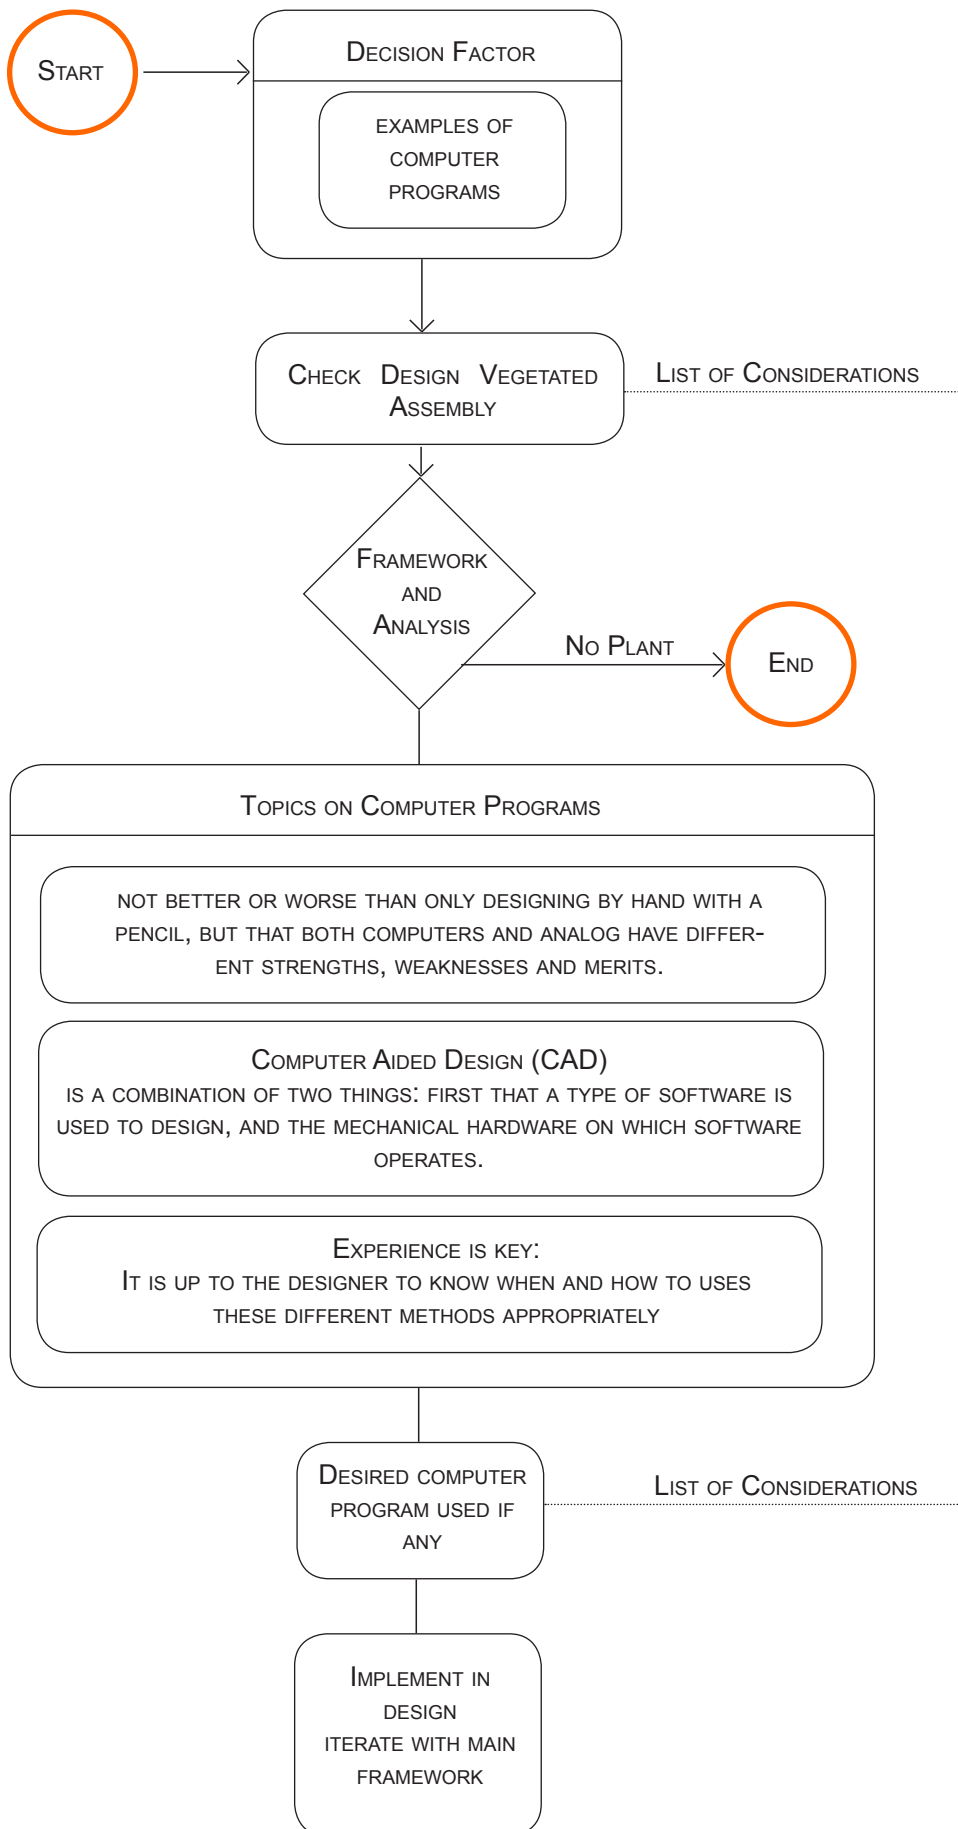 Start
Decision Factor
examples of
computer
programs
Check Design Vegetated
Assembly
List of Considerations
Framework
and
Analysis
No Plant
End
Topics on Computer Programs
not better or worse than only designing by hand with a
pencil, but that both computers and analog have differ-
ent strengths, weaknesses and merits.
Computer Aided Design (CAD)
is a combination of two things: first that a type of software is
used to design, and the mechanical hardware on which software
operates.
Experience is key:
It is up to the designer to know when and how to uses
these different methods appropriately
Desired computer
program used if
any
List of Considerations
Implement in
design
iterate with main
framework